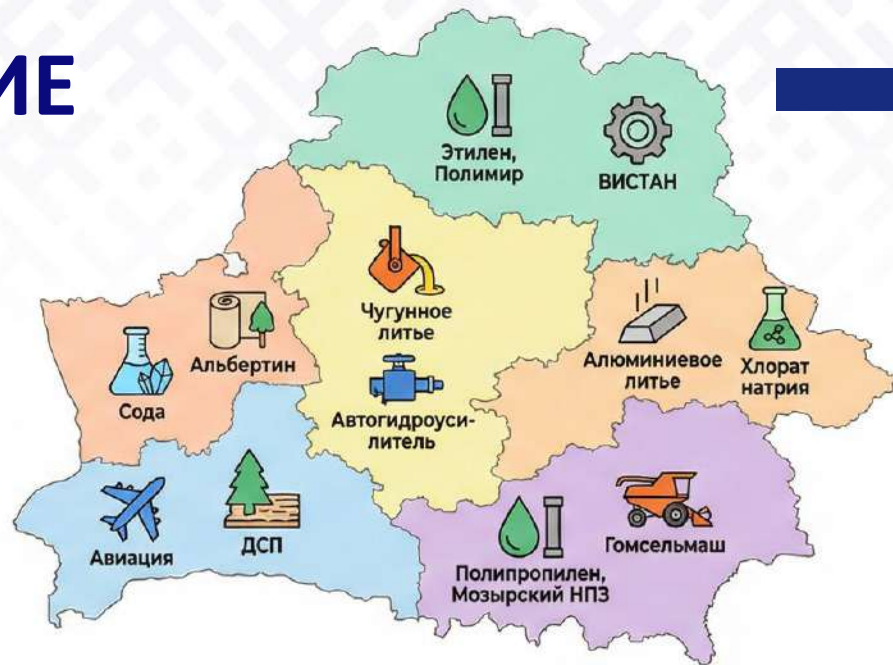 ИЕ
Этилен,
Полимир
ВИСТАН
Чугунное
литье
Автогидроуси-
литель
Альбертин
Сода
Алюминиевое
литье
Хлорат
натрия
Авиация
ДСП
Полипропилен,
Мозырский НПЗ
Гомсельмаш